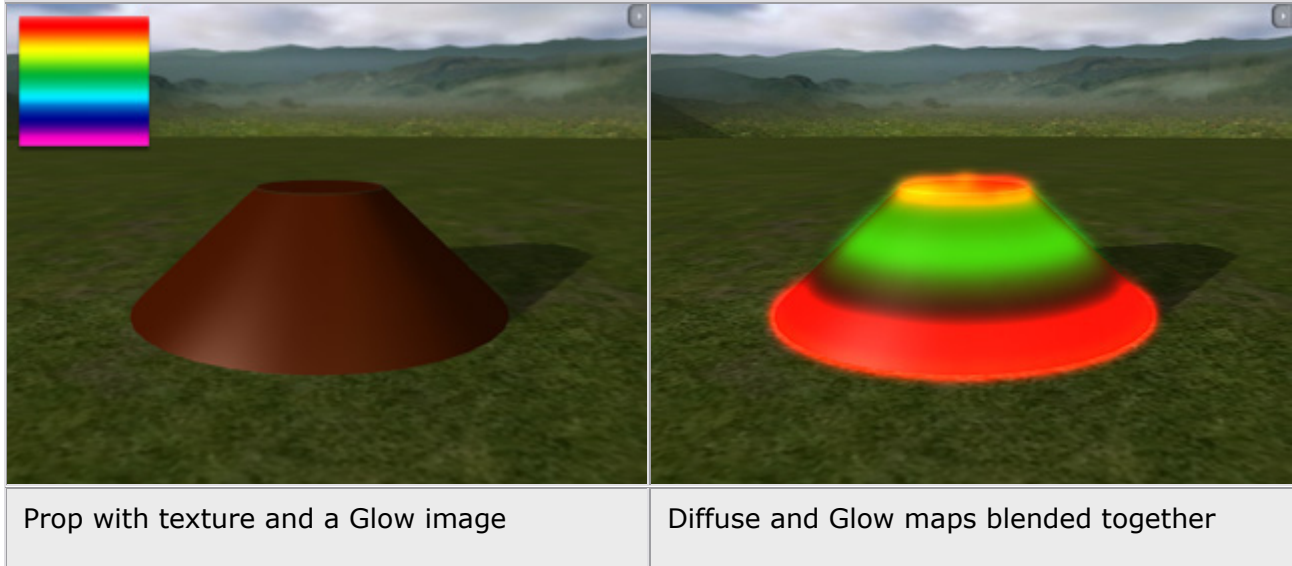 Prop with texture and a Glow image
Diffuse and Glow maps blended together